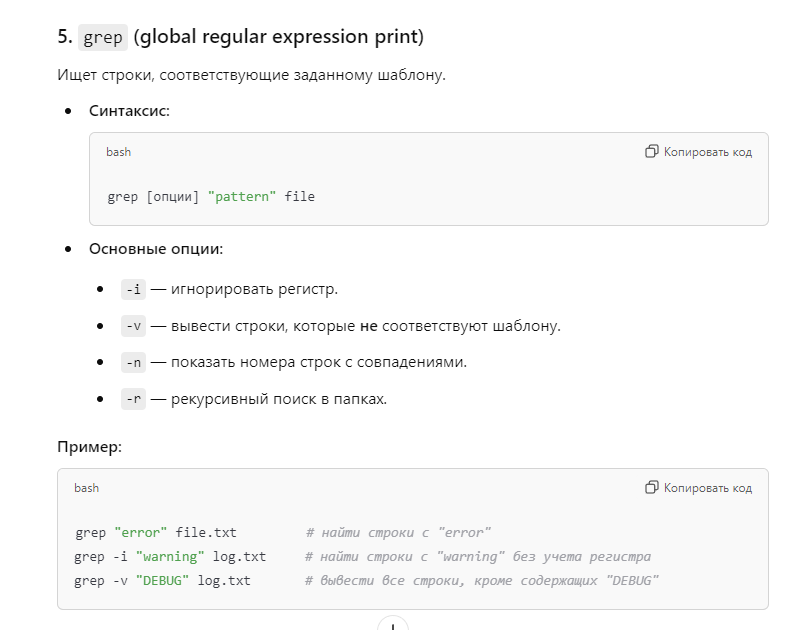 5. grep (global regular expression print)
Ищет строки, соответствующие заданному шаблону.
Синтаксис:
bash
Копировать код
grep [опции] "pattern" file
Основные опции:
-i — игнорировать регистр.
-v — вывести строки, которые не соответствуют шаблону.
-n — показать номера строк с совпадениями.
-r — рекурсивный поиск в папках.
Пример:
bash
Копировать код
grep "error" file.txt # найти строки с "error"
grep -i "warning" log.txt # найти строки с "warning" без учета регистра
grep -v "DEBUG" log.txt # вывести все строки, кроме содержащих "DEBUG"